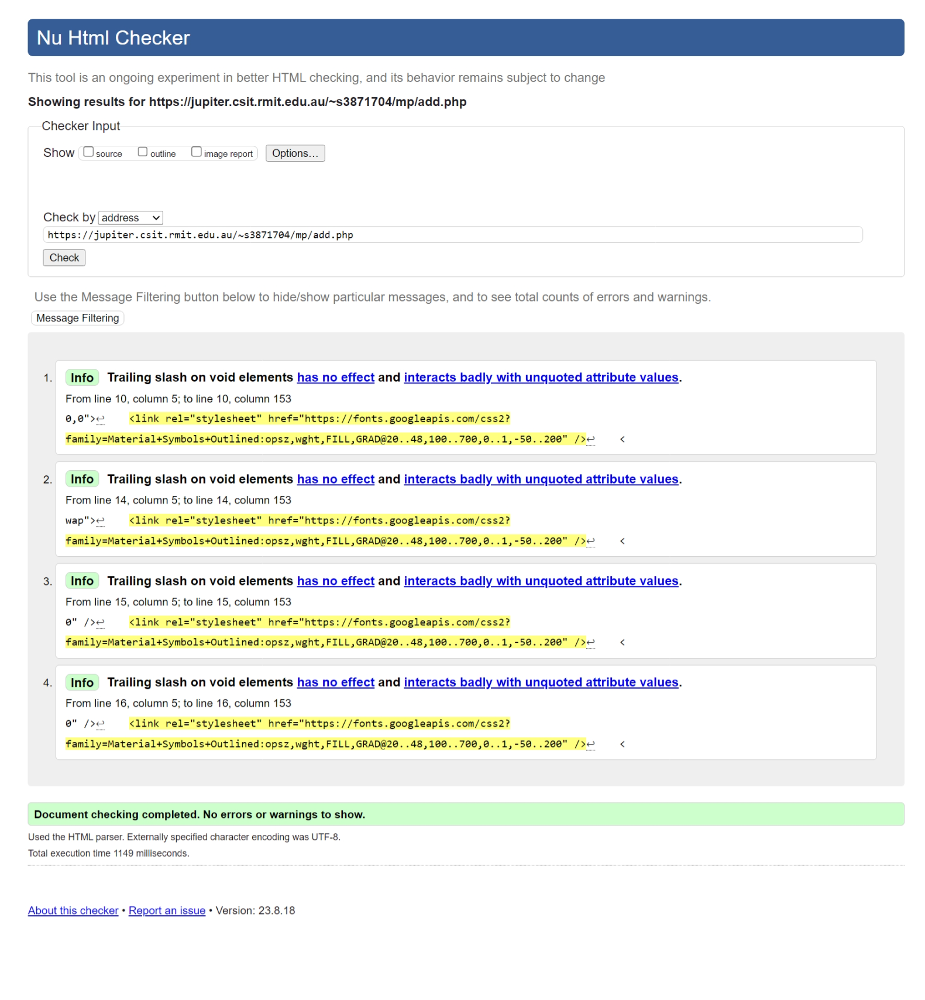 Nu Html Checker
This tool is an ongoing experiment in better HTML checking, and its behavior remains subject to change
Showing results for https://jupiter.csit.rmit.edu.au/~s3871704/mp/add.php
Checker Input
Show source outline image report Options...
Check by address
https://jupiter.csit.rmit.edu.au/~s3871704/mp/add.php
Check
Use the Message Filtering button below to hide/show particular messages, and to see total counts of errors and warnings.
Message Filtering
1. Info Trailing slash on void elements has no effect and interacts badly with unquoted attribute values.
From line 10, column 5; to line 10, column 153
0,0">↩ <link rel="stylesheet" href="https://fonts.googleapis.com/css2?
family=Material+Symbols+Outlined:opsz,wght,FILL,GRAD@20..48,100..700,0..1,-50..200" />↩ <
2. Info Trailing slash on void elements has no effect and interacts badly with unquoted attribute values.
From line 14, column 5; to line 14, column 153
wap">↩ <link rel="stylesheet" href="https://fonts.googleapis.com/css2?
family=Material+Symbols+Outlined:opsz,wght,FILL,GRAD@20..48,100..700,0..1,-50..200" />↩ <
3. Info Trailing slash on void elements has no effect and interacts badly with unquoted attribute values.
From line 15, column 5; to line 15, column 153
0" />↩ <link rel="stylesheet" href="https://fonts.googleapis.com/css2?
family=Material+Symbols+Outlined:opsz,wght,FILL,GRAD@20..48,100..700,0..1,-50..200" />↩ <
4. Info Trailing slash on void elements has no effect and interacts badly with unquoted attribute values.
From line 16, column 5; to line 16, column 153
0" />↩ <link rel="stylesheet" href="https://fonts.googleapis.com/css2?
family=Material+Symbols+Outlined:opsz,wght,FILL,GRAD@20..48,100..700,0..1,-50..200" />↩ <
Document checking completed. No errors or warnings to show.
Used the HTML parser. Externally specified character encoding was UTF-8.
Total execution time 1149 milliseconds.
About this checker • Report an issue • Version: 23.8.18